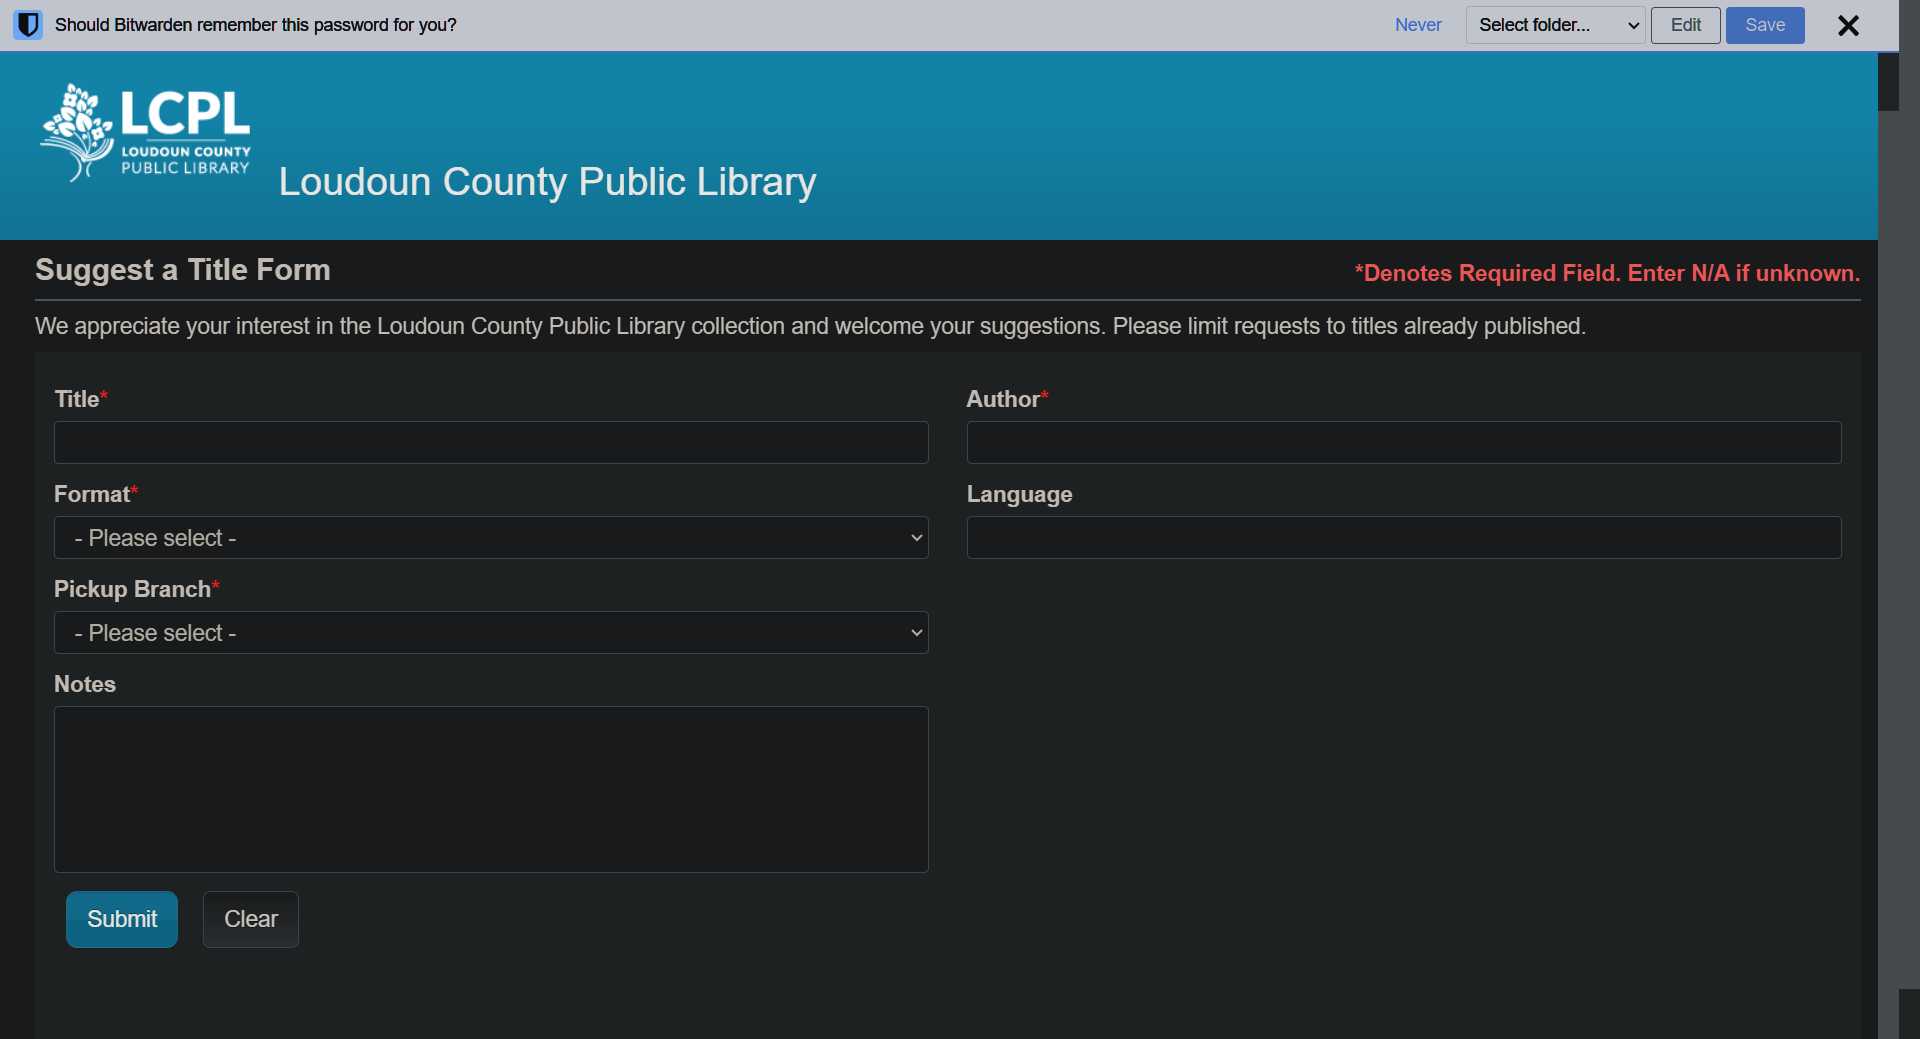 Should Bitwarden remember this password for you?
Never
Select folder...
Edit
Save
LCPL
LOUDOUN COUNTY
PUBLIC LIBRARY
Loudoun County Public Library
Suggest a Title Form
*Denotes Required Field. Enter N/A if unknown.
We appreciate your interest in the Loudoun County Public Library collection and welcome your suggestions. Please limit requests to titles already published.
Title*
Author*
Format*
Language
- Please select -
Pickup Branch*
- Please select -
Notes
Submit
Clear